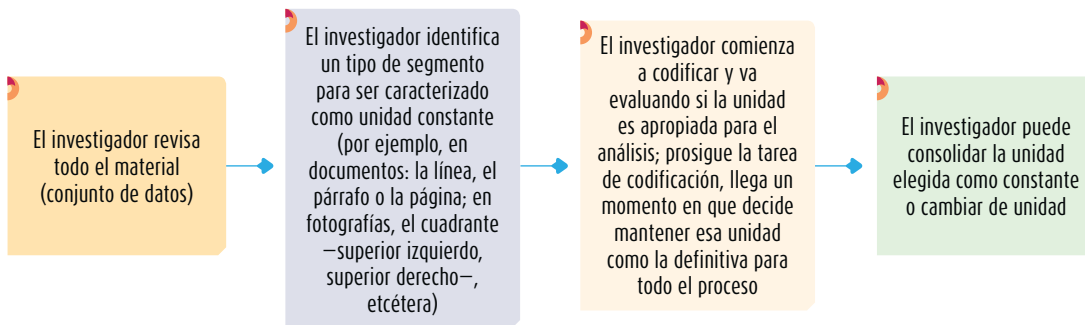 El investigador revisa
todo el material
(conjunto de datos)
El investigador identifica
un tipo de segmento
para ser caracterizado
como unidad constante
(por ejemplo, en
documentos: la línea, el
párrafo o la página; en
fotografías, el cuadrante
—superior izquierdo,
superior derecho—,
etcétera)
El investigador comienza
a codificar y va
evaluando si la unidad
es apropiada para el
análisis; prosigue la tarea
de codificación, llega un
momento en que decide
mantener esa unidad
como la definitiva para
todo el proceso
El investigador puede
consolidar la unidad
elegida como constante
o cambiar de unidad